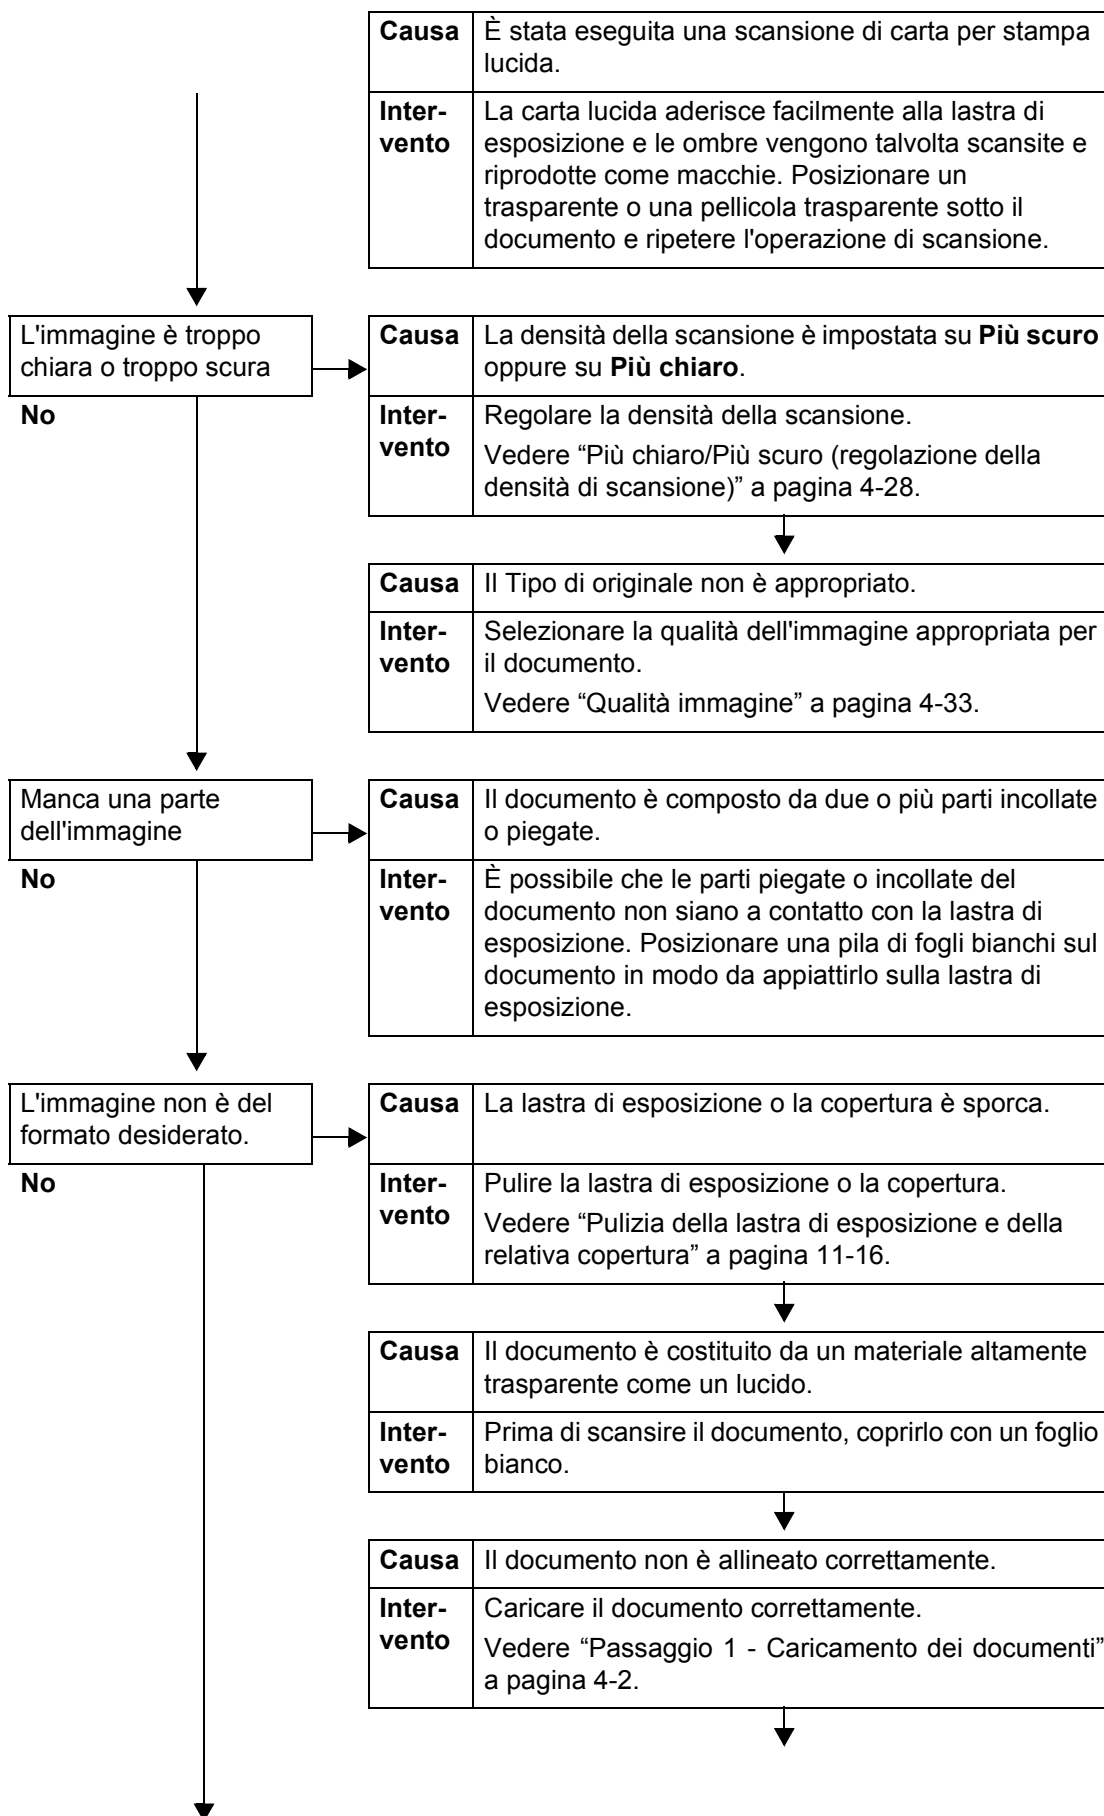 Causa È stata eseguita una scansione di carta per stampa
lucida.
Inter- La carta lucida aderisce facilmente alla lastra di
vento esposizione e le ombre vengono talvolta scansite e
riprodotte come macchie. Posizionare un
trasparente o una pellicola trasparente sotto il
documento e ripetere l'operazione di scansione.
L'immagine è troppo
chiara o troppo scura
No
Causa La densità della scansione è impostata su Più scuro
oppure su Più chiaro.
Inter- Regolare la densità della scansione.
vento Vedere “Più chiaro/Più scuro (regolazione della
densità di scansione)” a pagina 4-28.
Causa Il Tipo di originale non è appropriato.
Inter- Selezionare la qualità dell'immagine appropriata per
vento il documento.
Vedere “Qualità immagine” a pagina 4-33.
Manca una parte
dell'immagine
No
Causa Il documento è composto da due o più parti incollate
o piegate.
Inter- È possibile che le parti piegate o incollate del
vento documento non siano a contatto con la lastra di
esposizione. Posizionare una pila di fogli bianchi sul
documento in modo da appiattirlo sulla lastra di
esposizione.
L'immagine non è del
formato desiderato.
No
Causa La lastra di esposizione o la copertura è sporca.
Inter- Pulire la lastra di esposizione o la copertura.
vento Vedere “Pulizia della lastra di esposizione e della
relativa copertura” a pagina 11-16.
Causa Il documento è costituito da un materiale altamente
trasparente come un lucido.
Inter- Prima di scansire il documento, coprirlo con un foglio
vento bianco.
Causa Il documento non è allineato correttamente.
Inter- Caricare il documento correttamente.
vento Vedere “Passaggio 1 - Caricamento dei documenti”
a pagina 4-2.